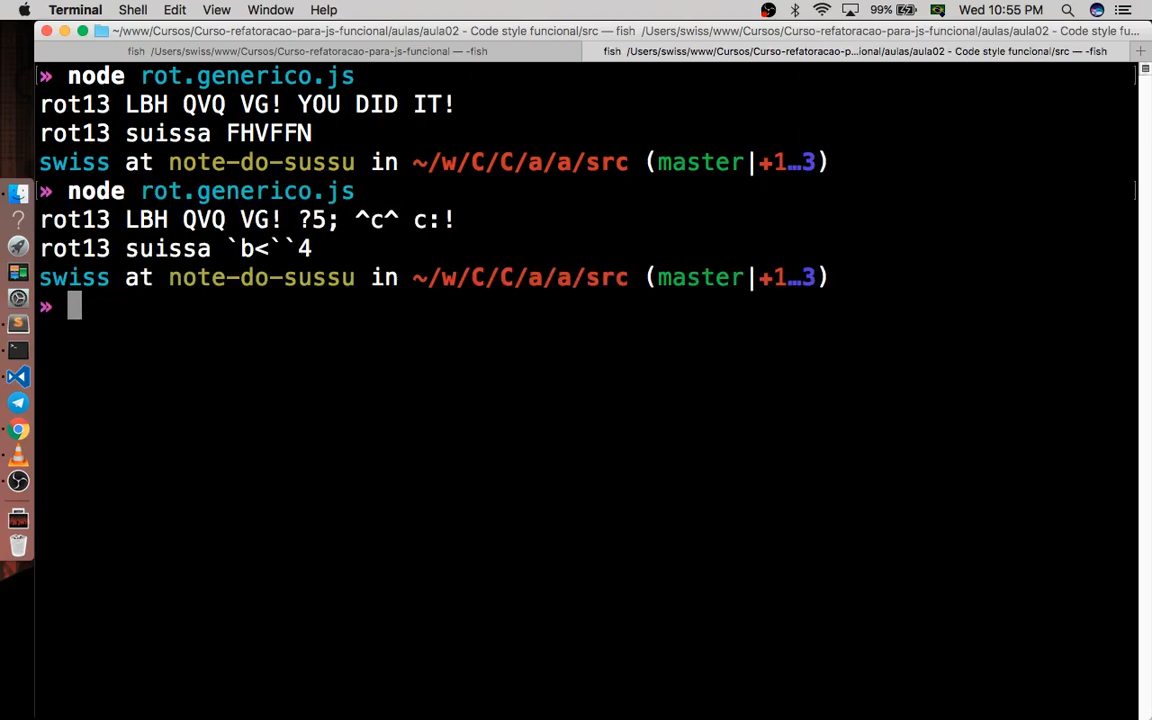 Terminal Shell Edit View Window Help 99% Wed 10:55 PM
~/www/Cursos/Curso-refatoracao-para-js-funcional/aulas/aula02 - Code style funcional/src — fish /Users/swiss/www/Cursos/Curso-refatoracao-para-js-funcional/aulas/aula02 - Code style fu...
fish /Users/swiss/www/Cursos/Curso-refatoracao-para-js-funcional — -fish
fish /Users/swiss/www/Cursos/Curso-refatoracao-p...ional/aulas/aula02 - Code style funcional/src — -fish
» node rot.generico.js
rot13 LBH QVQ VG! YOU DID IT!
rot13 suissa FHVFFN
swiss at note-do-sussu in ~/w/C/C/a/a/src (master|+1…3)
» node rot.generico.js
rot13 LBH QVQ VG! ?5; ^c^ c:!
rot13 suissa `b<``4
swiss at note-do-sussu in ~/w/C/C/a/a/src (master|+1…3)
»